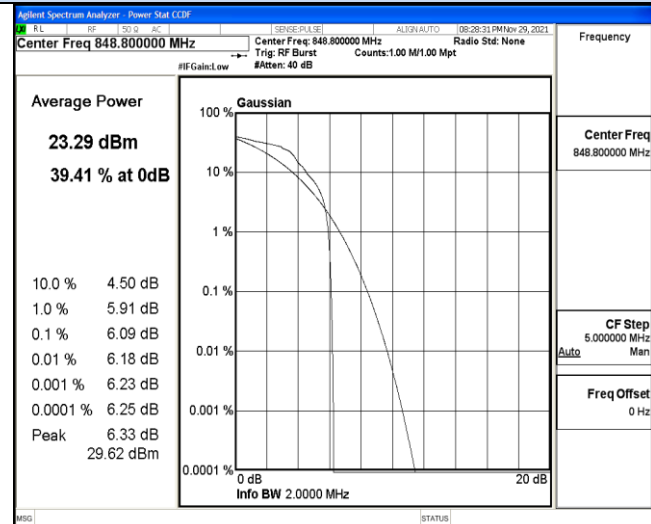 Agilent Spectrum Analyzer - Power Stat CCDF
LXI RL RF 50 Ω AC SENSE:PULSE ALIGN AUTO 08:28:31 PM Nov 29, 2021
Center Freq 848.800000 MHz
Center Freq: 848.800000 MHz Radio Std: None
Trig: RF Burst Counts:1.00 M/1.00 Mpt
#IFGain:Low #Atten: 40 dB
Frequency
Average Power
23.29 dBm
39.41 % at 0dB
10.0 % 4.50 dB
1.0 % 5.91 dB
0.1 % 6.09 dB
0.01 % 6.18 dB
0.001 % 6.23 dB
0.0001 % 6.25 dB
Peak 6.33 dB
29.62 dBm
Gaussian
100 %
10 %
1 %
0.1 %
0.01 %
0.001 %
0.0001 %
0 dB 20 dB
Info BW 2.0000 MHz
Center Freq
848.800000 MHz
CF Step
5.000000 MHz
Auto Man
Freq Offset
0 Hz
MSG STATUS